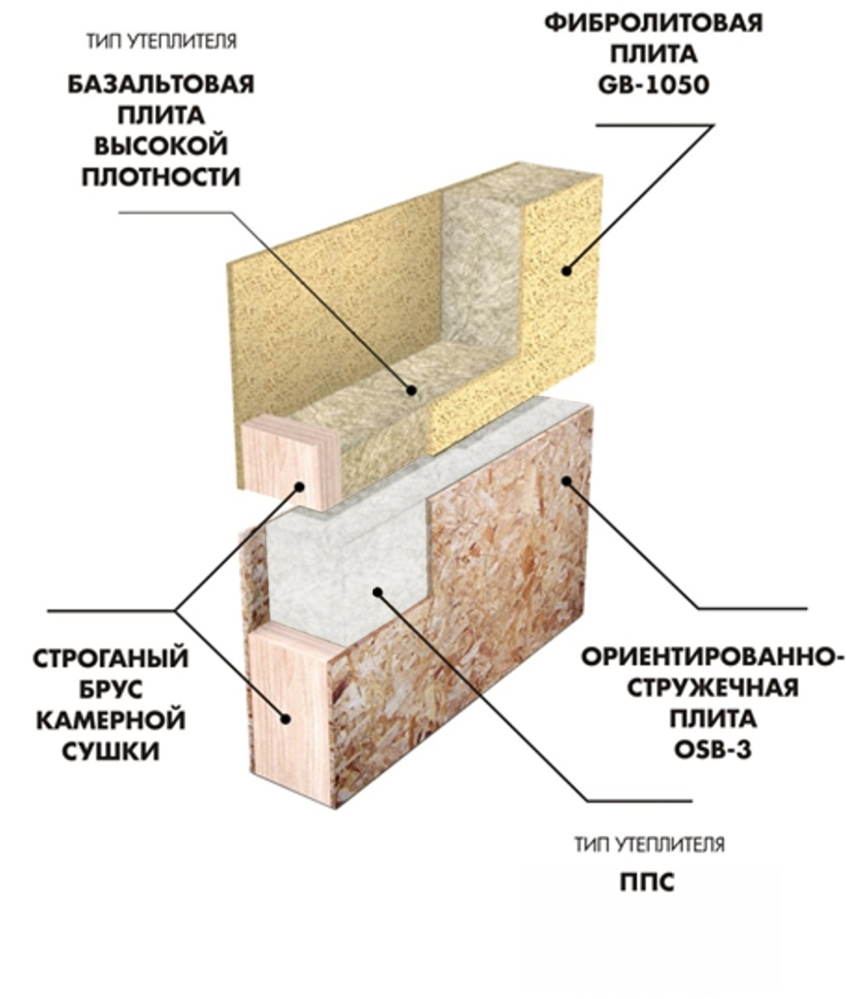 ТИП УТЕПЛИТЕЛЯ
БАЗАЛЬТОВАЯ
ПЛИТА
ВЫСОКОЙ
ПЛОТНОСТИ
ФИБРОЛИТОВАЯ
ПЛИТА
GB-1050
СТРОГАНЫЙ
БРУС
КАМЕРНОЙ
СУШКИ
ОРИЕНТИРОВАННО-
СТРУЖЕЧНАЯ
ПЛИТА
OSB-3
ТИП УТЕПЛИТЕЛЯ
ППС